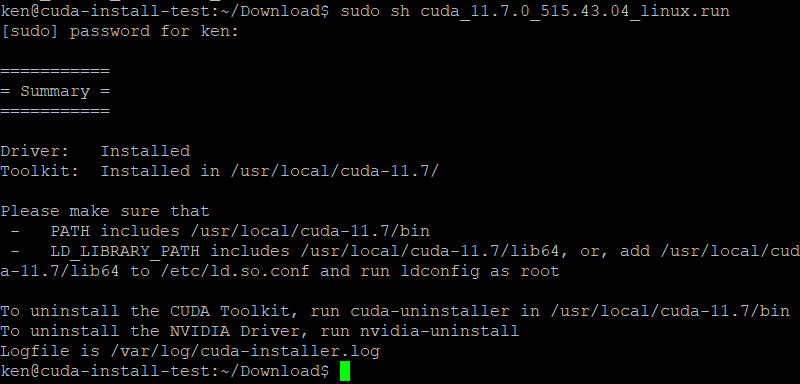 ken@cuda-install-test:~/Download$ sudo sh cuda_11.7.0_515.43.04_linux.run
[sudo] password for ken:
===========
= Summary =
===========
Driver:   Installed
Toolkit:  Installed in /usr/local/cuda-11.7/
Please make sure that
 -   PATH includes /usr/local/cuda-11.7/bin
 -   LD_LIBRARY_PATH includes /usr/local/cuda-11.7/lib64, or, add /usr/local/cud
a-11.7/lib64 to /etc/ld.so.conf and run ldconfig as root
To uninstall the CUDA Toolkit, run cuda-uninstaller in /usr/local/cuda-11.7/bin
To uninstall the NVIDIA Driver, run nvidia-uninstall
Logfile is /var/log/cuda-installer.log
ken@cuda-install-test:~/Download$